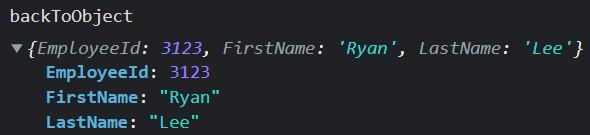 backToObject
▼{EmployeeId: 3123, FirstName: 'Ryan', LastName: 'Lee'}
EmployeeId: 3123
FirstName: "Ryan"
LastName: "Lee"